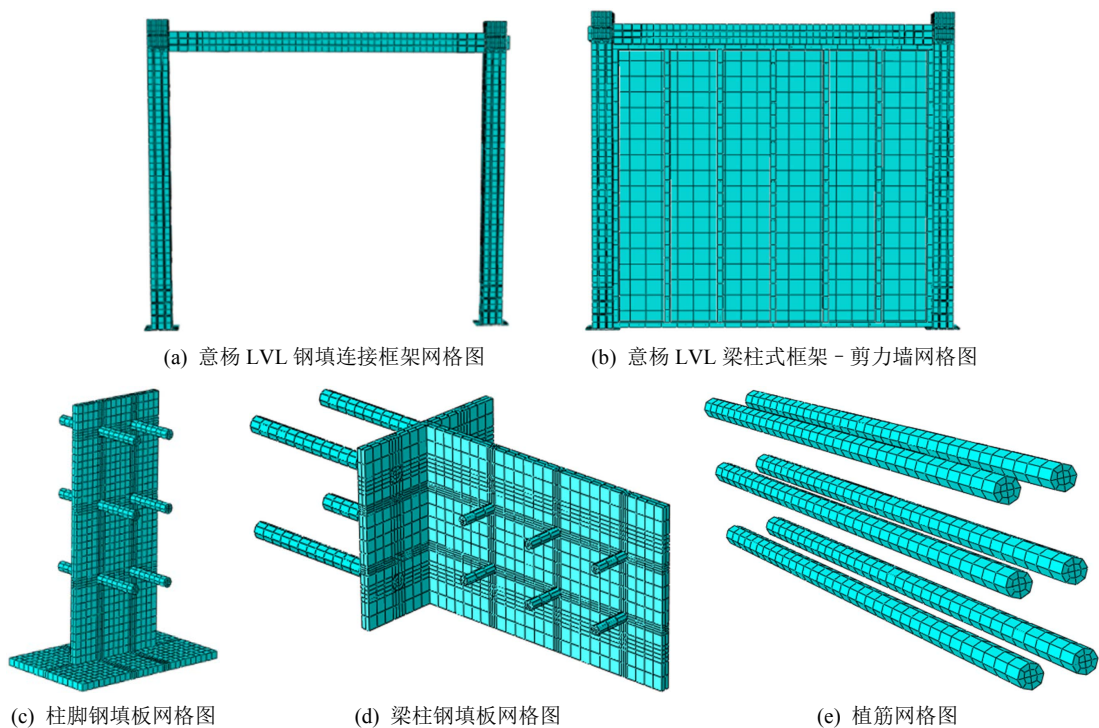 (a) 意杨 LVL 钢填连接框架网格图
(b) 意杨 LVL 梁柱式框架－剪力墙网格图
(c) 柱脚钢填板网格图
(d) 梁柱钢填板网格图
(e) 植筋网格图